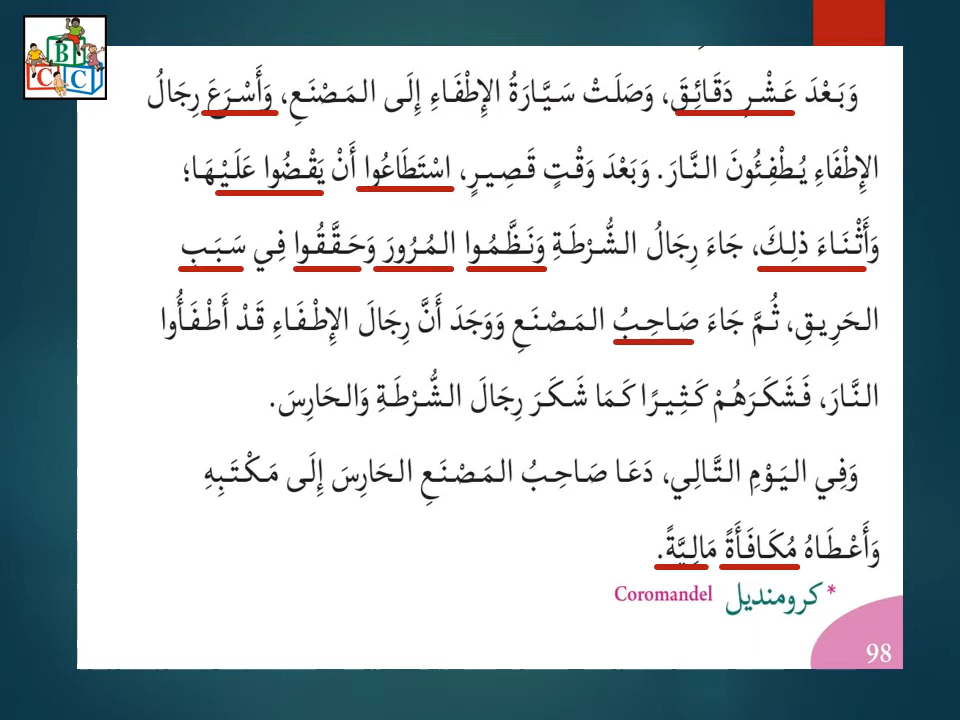 B
C C
وَبَعْدَ عَشْرِ دَقَائِقَ، وَصَلَتْ سَيَّارَةُ الإِطْفَاءِ إِلَى المَصْنَعِ، وَأَسْرَعَ رِجَالُ
الإِطْفَاءِ يُطْفِئُونَ النَّارَ. وَبَعْدَ وَقْتٍ قَصِيرٍ، اسْتَطَاعُوا أَنْ يَقْضُوا عَلَيْهَا؛
وَأَثْنَاءَ ذلِكَ، جَاءَ رِجَالُ الشُّرْطَةِ وَنَظَّمُوا المُرُورَ وَحَقَّقُوا فِي سَبَبِ
الحَرِيقِ، ثُمَّ جَاءَ صَاحِبُ المَصْنَعِ وَوَجَدَ أَنَّ رِجَالَ الإِطْفَاءِ قَدْ أَطْفَأُوا
النَّارَ، فَشَكَرَهُمْ كَثِيرًا كَمَا شَكَرَ رِجَالَ الشُّرْطَةِ وَالحَارِسَ.
وَفِي اليَوْمِ التَّالِي، دَعَا صَاحِبُ المَصْنَعِ الحَارِسَ إِلَى مَكْتَبِهِ
وَأَعْطَاهُ مُكَافَأَةً مَالِيَّةً.
* كرومنديل Coromandel
98